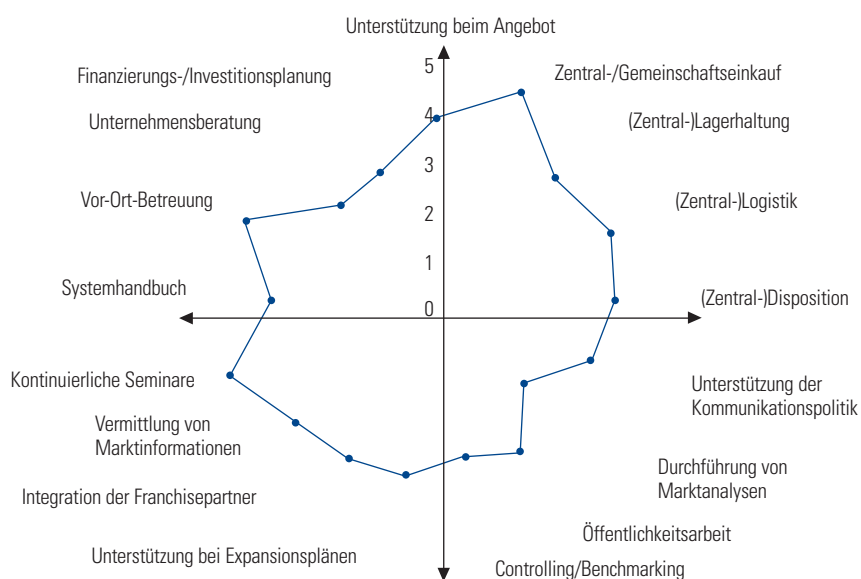 Unterstützung beim Angebot
Finanzierungs-/Investitionsplanung
5
Zentral-/Gemeinschaftseinkauf
Unternehmensberatung
4
(Zentral-)Lagerhaltung
3
Vor-Ort-Betreuung
(Zentral-)Logistik
2
1
Systemhandbuch
0
(Zentral-)Disposition
Kontinuierliche Seminare
Unterstützung der
Kommunikationspolitik
Vermittlung von
Marktinformationen
Durchführung von
Marktanalysen
Integration der Franchisepartner
Öffentlichkeitsarbeit
Unterstützung bei Expansionsplänen
Controlling/Benchmarking